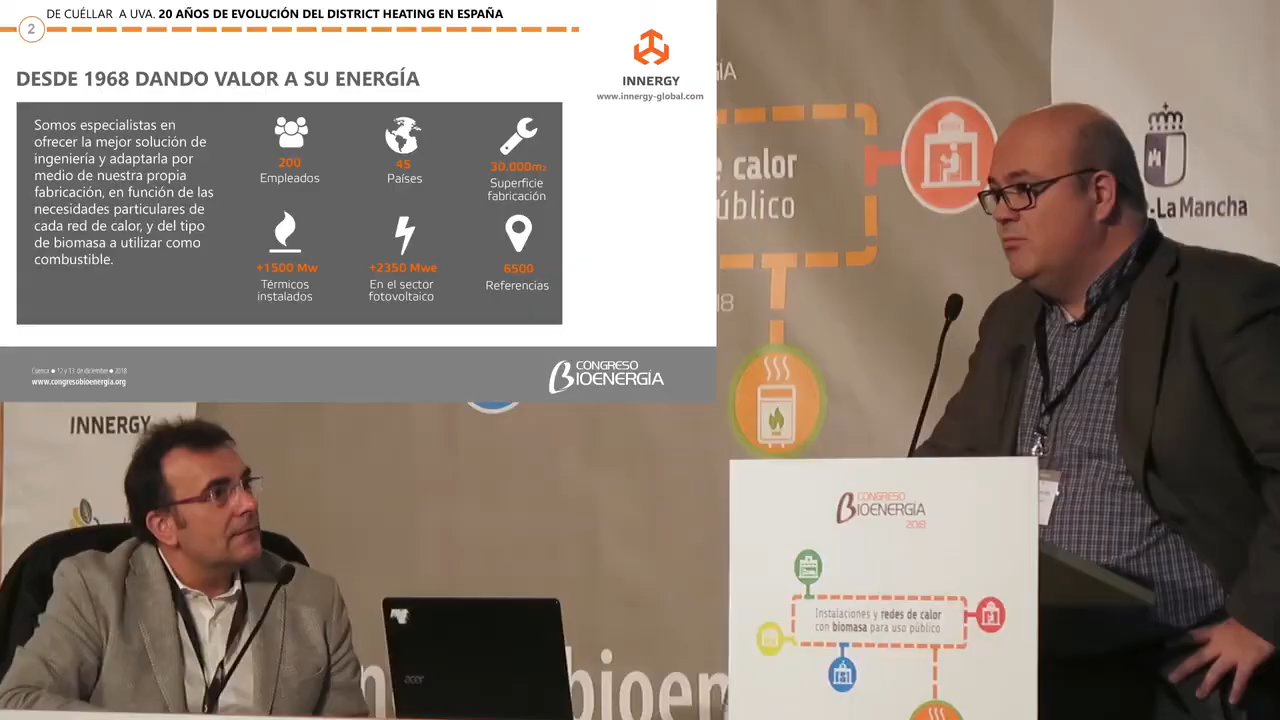 DE CUÉLLAR A UVA. 20 AÑOS DE EVOLUCIÓN DEL DISTRICT HEATING EN ESPAÑA
2
INNERGY
www.innergy-global.com
DESDE 1968 DANDO VALOR A SU ENERGÍA
Somos especialistas en
ofrecer la mejor solución de
ingeniería y adaptarla por
medio de nuestra propia
fabricación, en función de las
necesidades particulares de
cada red de calor, y del tipo
de biomasa a utilizar como
combustible.
200
Empleados
45
Países
30.000m2
Superficie
fabricación
+1500 Mw
Térmicos
instalados
+2350 Mwe
En el sector
fotovoltaico
6500
Referencias
Cuenca ● 12 y 13 de diciembre ● 2018
www.congresobioenergia.org
CONGRESO
BIOENERGÍA
calor
-La Mancha
INNERGY
acer
CONGRESO
BIOENERGÍA
2018
Instalaciones y redes de calor
con biomasa para uso público